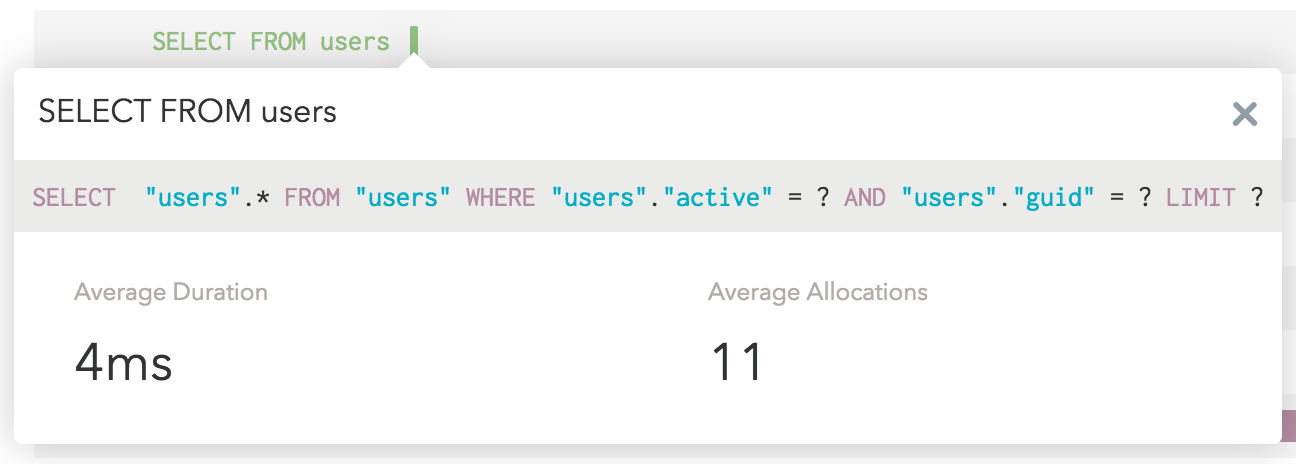 SELECT FROM users
SELECT FROM users
SELECT  "users".* FROM "users" WHERE "users"."active" = ? AND "users"."guid" = ? LIMIT ?
Average Duration
Average Allocations
4ms
11